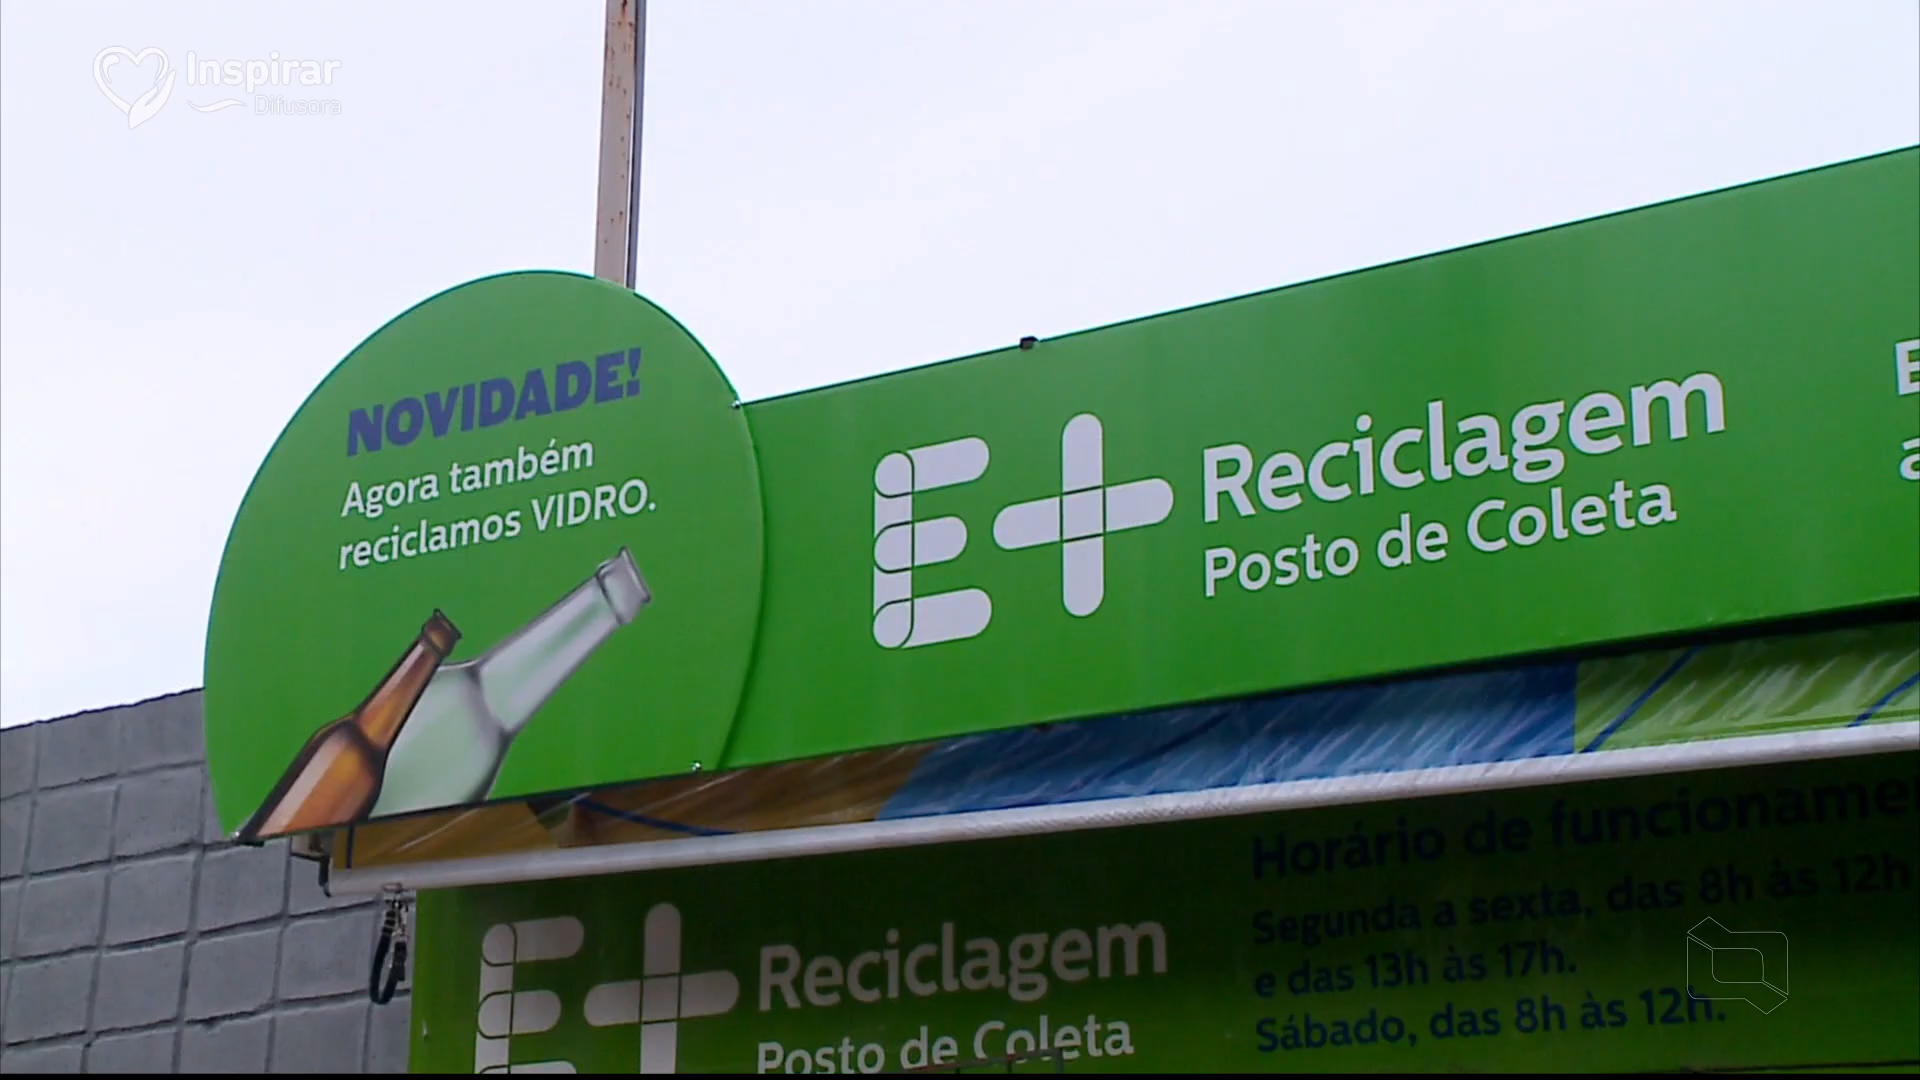 Inspirar
Difusora
NOVIDADE!
Agora também
reciclamos VIDRO.
E+ Reciclagem
Posto de Coleta
E+ Reciclagem
Posto de Coleta
Horário de
Segunda a sexta, das 8h às 12h
e das 13h às 17h.
Sábado, das 8h às 12h.